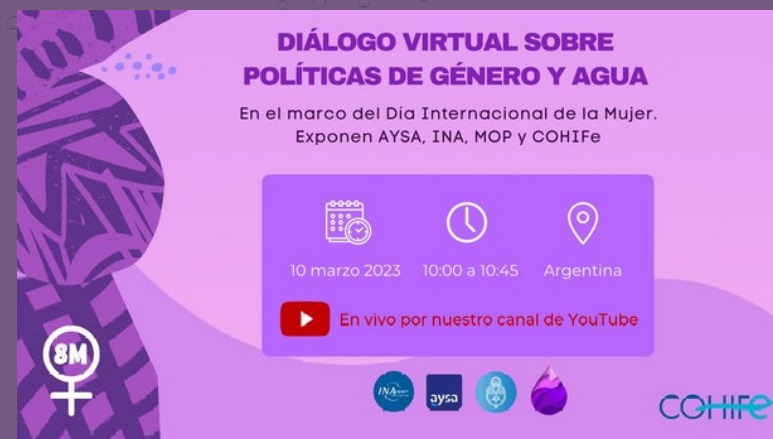 DIÁLOGO VIRTUAL SOBRE
POLÍTICAS DE GÉNERO Y AGUA
En el marco del Día Internacional de la Mujer.
Exponen AYSA, INA, MOP y COHIFe
10 marzo 2023
10:00 a 10:45
Argentina
En vivo por nuestro canal de YouTube
8M
INA
aysa
COHIFe